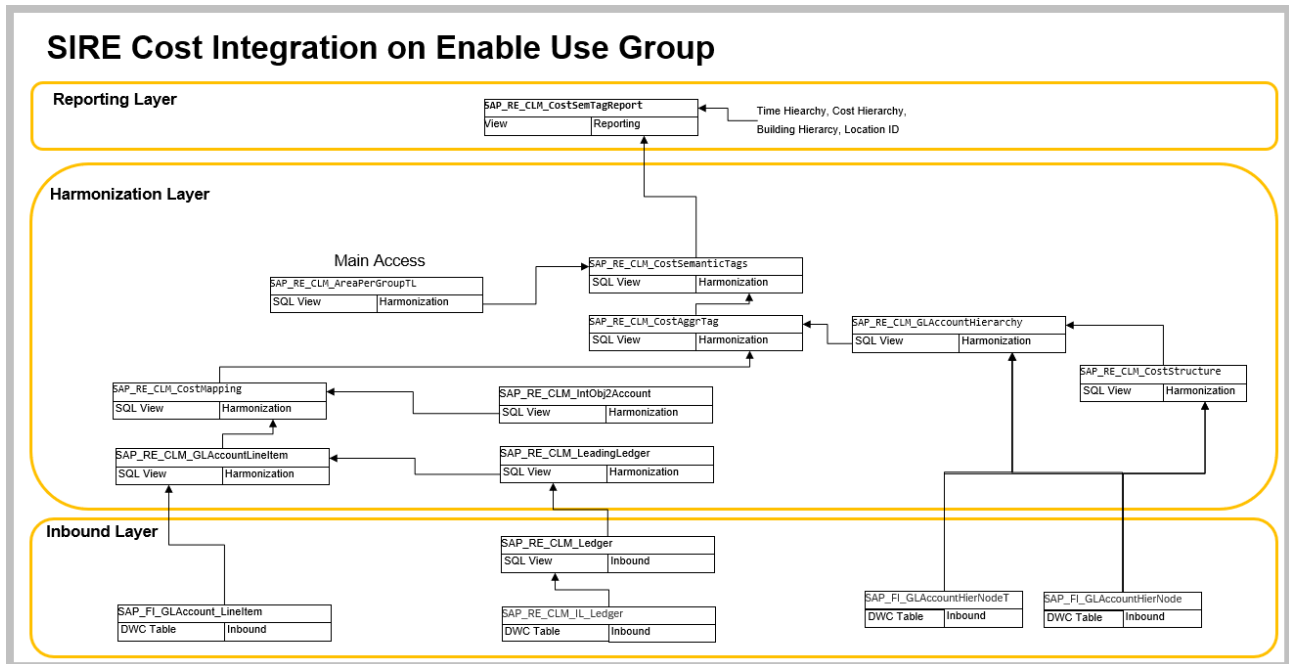 SIRE Cost Integration on Enable Use Group
Reporting Layer
SAP_RE_CLM_CostSemTagReport
View Reporting
Time Hiearchy, Cost Hierarchy,
Building Hierarcy, Location ID
Harmonization Layer
Main Access
SAP_RE_CLM_AreaPerGroupTL
SQL View Harmonization
SAP_RE_CLM_CostSemanticTags
SQL View Harmonization
SAP_RE_CLM_CostAggrTag
SQL View Harmonization
SAP_RE_CLM_GLAccountHierarchy
SQL View Harmonization
SAP_RE_CLM_CostStructure
SQL View Harmonization
SAP_RE_CLM_CostMapping
SQL View Harmonization
SAP_RE_CLM_IntObj2Account
SQL View Harmonization
SAP_RE_CLM_GLAccountLineItem
SQL View Harmonization
SAP_RE_CLM_LeadingLedger
SQL View Harmonization
Inbound Layer
SAP_RE_CLM_Ledger
SQL View Inbound
SAP_FI_GLAccount_LineItem
DWC Table Inbound
SAP_RE_CLM_IL_Ledger
DWC Table Inbound
SAP_FI_GLAccountHierNodeT
DWC Table Inbound
SAP_FI_GLAccountHierNode
DWC Table Inbound